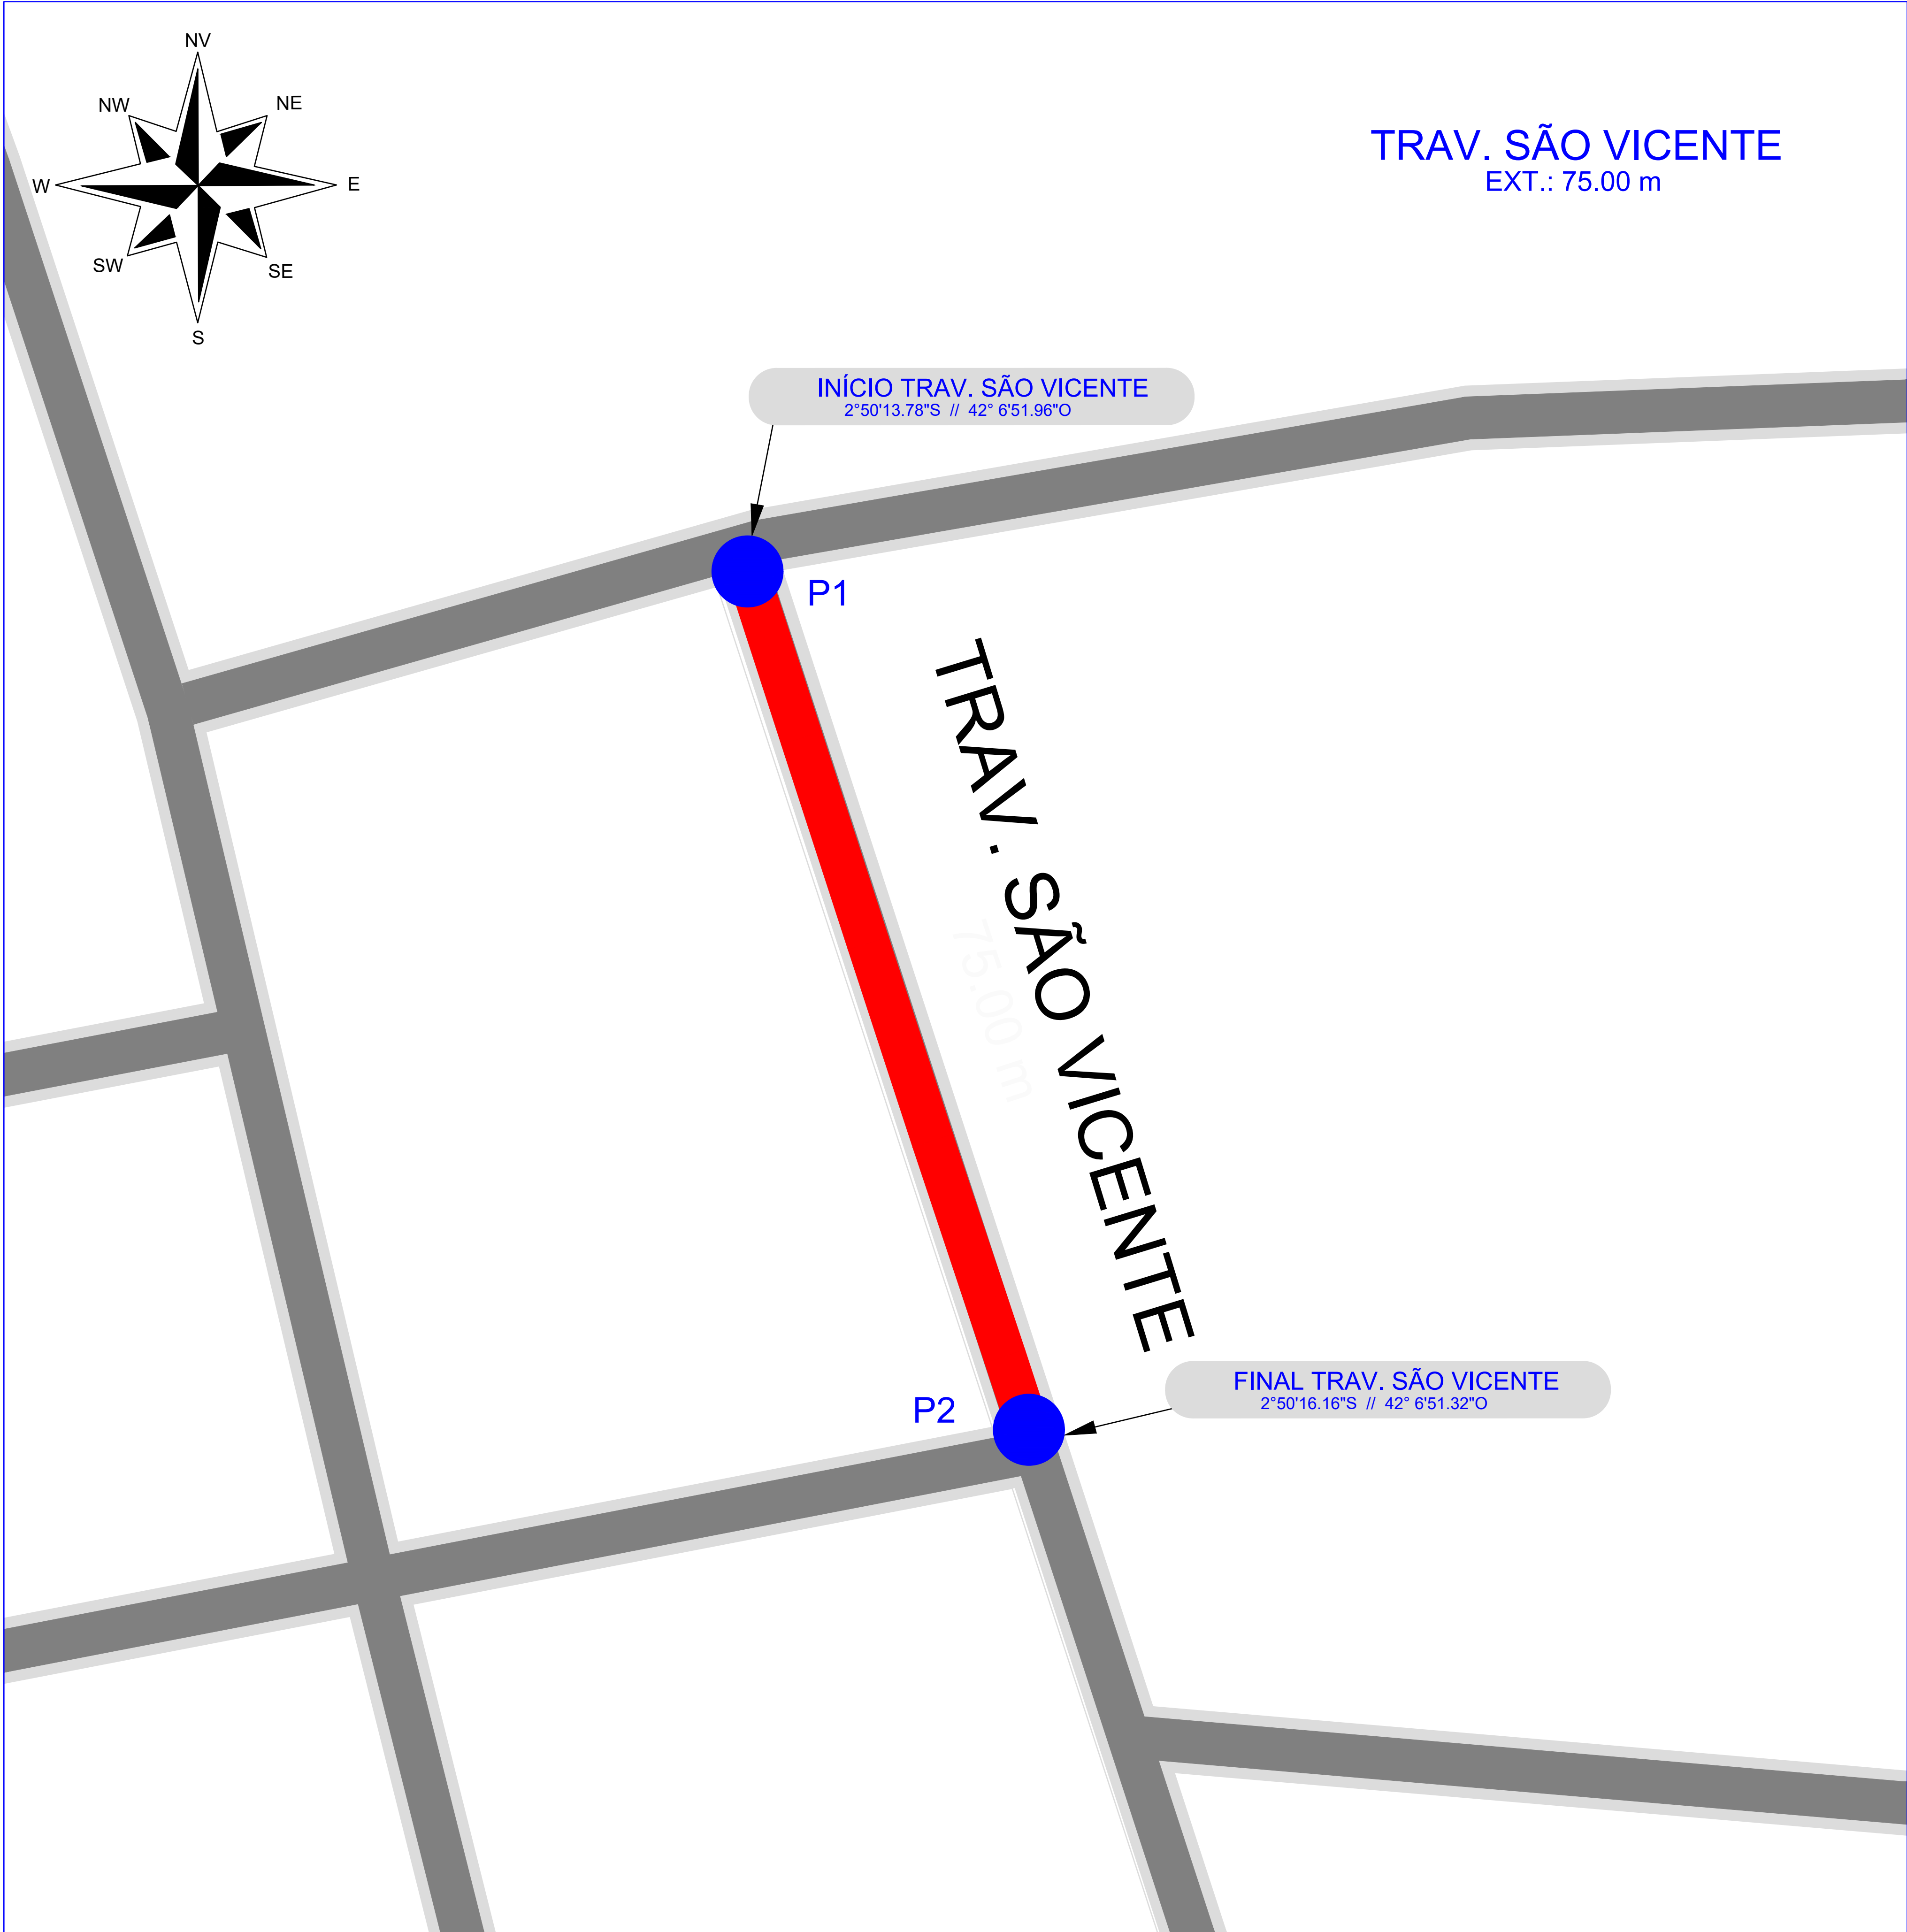 NV
NW
NE
W
E
SW
SE
S
TRAV. SÃO VICENTE
EXT.: 75.00 m
INÍCIO TRAV. SÃO VICENTE
2°50'13.78"S // 42° 6'51.96"O
P1
TRAV. SÃO VICENTE
75.00 m
P2
FINAL TRAV. SÃO VICENTE
2°50'16.16"S // 42° 6'51.32"O